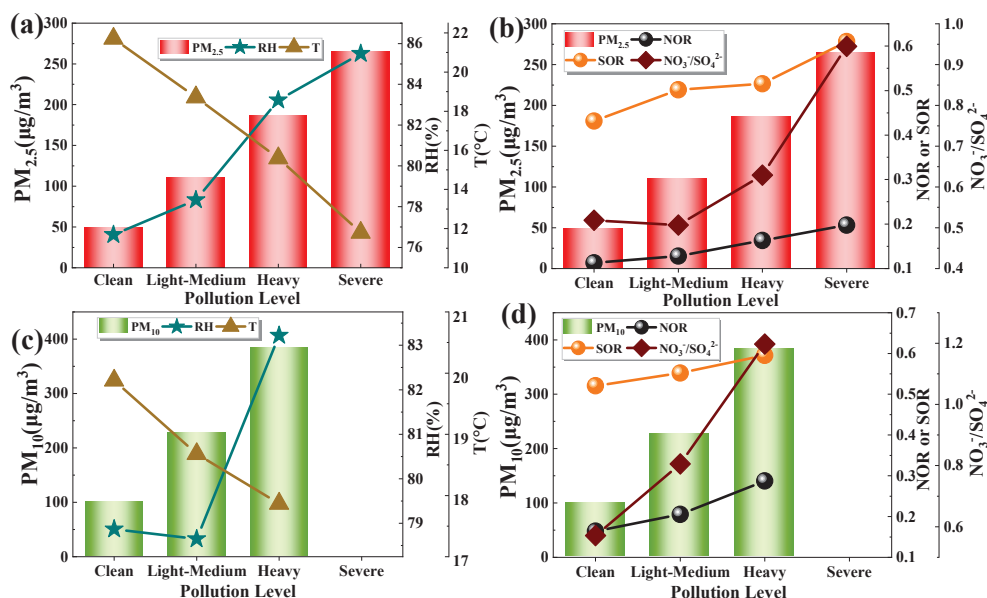 (a)
PM2.5 RH T
PM2.5(μg/m3)
300
250
200
150
100
50
0
Clean Light-Medium Heavy Severe
Pollution Level
86
84
82
80
78
76
RH(%)
22
21
20
18
16
14
12
10
T(°C)
(b)
PM2.5 NOR
SOR NO3-/SO42-
PM2.5(μg/m3)
300
250
200
150
100
50
0
Clean Light-Medium Heavy Severe
Pollution Level
0.6
0.5
0.4
0.3
0.2
0.1
NOR or SOR
1.0
0.9
0.8
0.7
0.6
0.5
0.4
NO3-/SO42-
(c)
PM10 RH T
PM10(μg/m3)
400
300
200
100
0
Clean Light-Medium Heavy Severe
Pollution Level
83
82
81
80
79
RH(%)
21
20
19
18
17
T(°C)
(d)
PM10 NOR
SOR NO3-/SO42-
PM10(μg/m3)
400
300
200
100
0
Clean Light-Medium Heavy Severe
Pollution Level
0.7
0.6
0.5
0.4
0.3
0.2
0.1
NOR or SOR
1.2
1.0
0.8
0.6
NO3-/SO42-